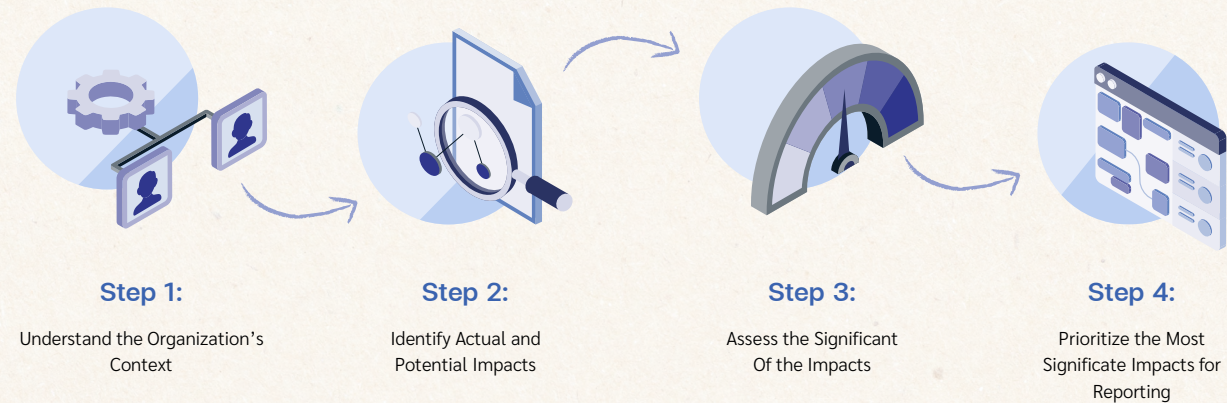 Step 1:
Understand the Organization's
Context
Step 2:
Identify Actual and
Potential Impacts
Step 3:
Assess the Significant
Of the Impacts
Step 4:
Prioritize the Most
Significate Impacts for
Reporting